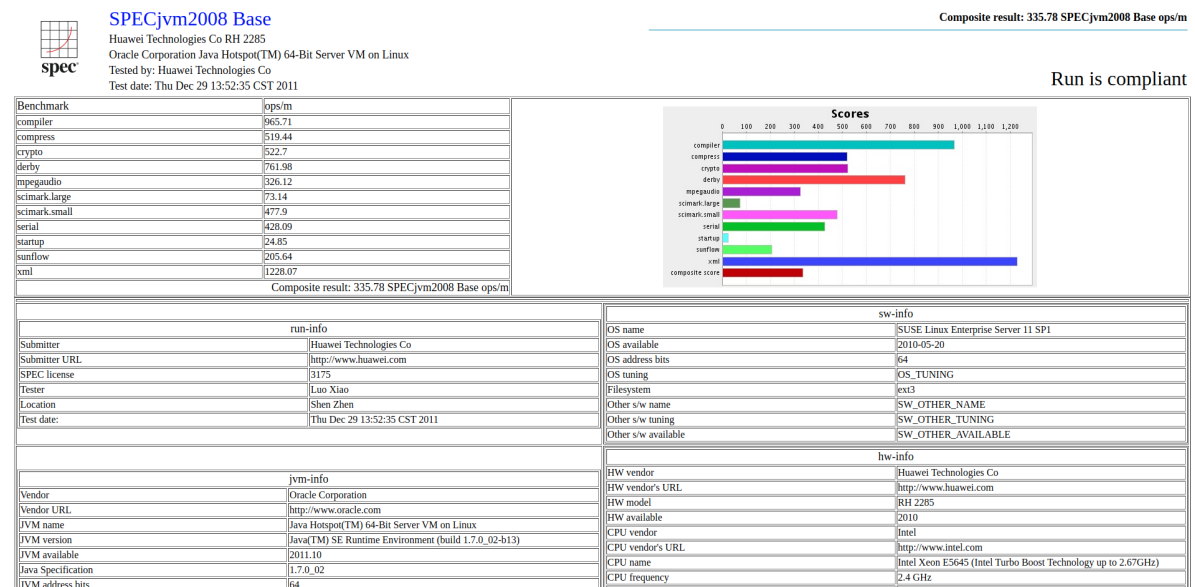 SPECjvm2008 Base
Composite result: 335.78 SPECjvm2008 Base ops/m
Huawei Technologies Co RH 2285
Oracle Corporation Java Hotspot(TM) 64-Bit Server VM on Linux
spec
Tested by: Huawei Technologies Co
Test date: Thu Dec 29 13:52:35 CST 2011
Run is compliant
Benchmark ops/m
compiler 965.71
compress 519.44
crypto 522.7
derby 761.98
mpegaudio 326.12
scimark.large 73.14
scimark.small 477.9
serial 428.09
startup 24.85
sunflow 205.64
xml 1228.07
Composite result: 335.78 SPECjvm2008 Base ops/m
Scores
0 100 200 300 400 500 600 700 800 900 1,000 1,100 1,200
compiler
compress
crypto
derby
mpegaudio
scimark.large
scimark.small
serial
startup
sunflow
xml
composite score
run-info
Submitter Huawei Technologies Co
Submitter URL http://www.huawei.com
SPEC license 3175
Tester Luo Xiao
Location Shen Zhen
Test date: Thu Dec 29 13:52:35 CST 2011
sw-info
OS name SUSE Linux Enterprise Server 11 SP1
OS available 2010-05-20
OS address bits 64
OS tuning OS_TUNING
Filesystem ext3
Other s/w name SW_OTHER_NAME
Other s/w tuning SW_OTHER_TUNING
Other s/w available SW_OTHER_AVAILABLE
jvm-info
Vendor Oracle Corporation
Vendor URL http://www.oracle.com
JVM name Java Hotspot(TM) 64-Bit Server VM on Linux
JVM version Java(TM) SE Runtime Environment (build 1.7.0_02-b13)
JVM available 2011.10
Java Specification 1.7.0_02
JVM address bits 64
hw-info
HW vendor Huawei Technologies Co
HW vendor's URL http://www.huawei.com
HW model RH 2285
HW available 2010
CPU vendor Intel
CPU vendor's URL http://www.intel.com
CPU name Intel Xeon E5645 (Intel Turbo Boost Technology up to 2.67GHz)
CPU frequency 2.4 GHz